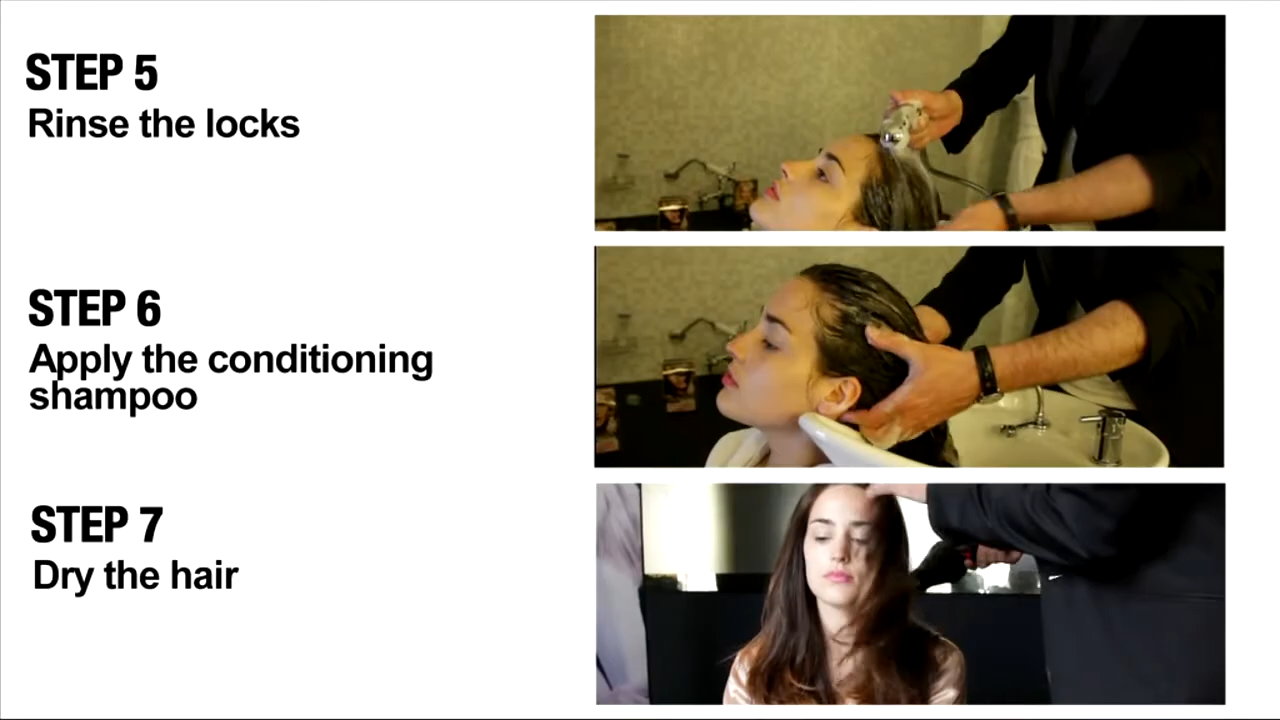 STEP 5
Rinse the locks
STEP 6
Apply the conditioning
shampoo
STEP 7
Dry the hair